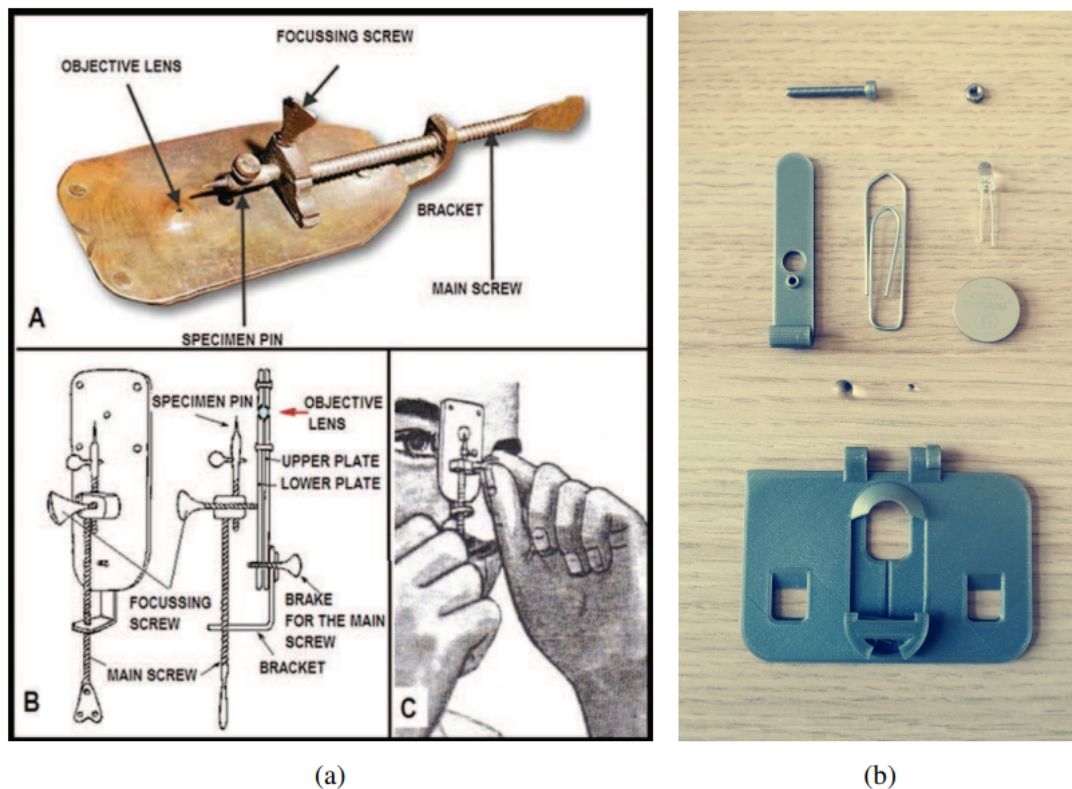 FOCUSSING SCREW
OBJECTIVE LENS
BRACKET
MAIN SCREW
SPECIMEN PIN
A
SPECIMEN PIN
OBJECTIVE
LENS
UPPER PLATE
LOWER PLATE
FOCUSSING
SCREW
BRAKE
FOR THE MAIN
SCREW
MAIN SCREW
BRACKET
B
C
(a)
(b)